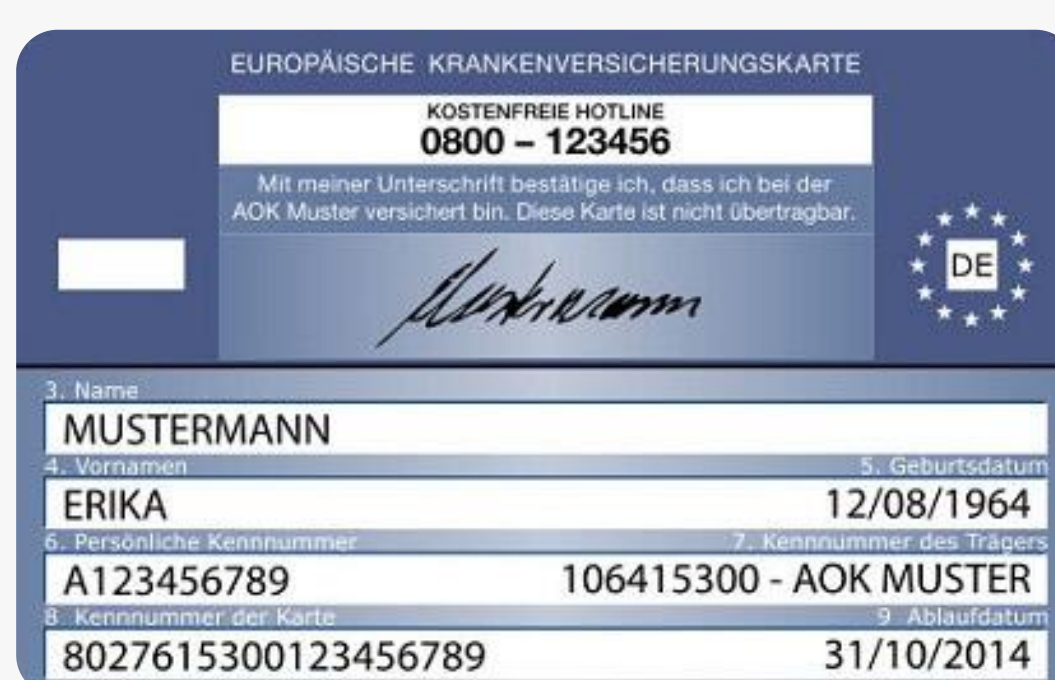 EUROPÄISCHE KRANKENVERSICHERUNGSKARTE
KOSTENFREIE HOTLINE
0800 – 123456
Mit meiner Unterschrift bestätige ich, dass ich bei der
AOK Muster versichert bin. Diese Karte ist nicht übertragbar.
Mustermann
DE
3. Name
MUSTERMANN
4. Vornamen 5. Geburtsdatum
ERIKA 12/08/1964
6. Persönliche Kennnummer 7. Kennnummer des Trägers
A123456789 106415300 - AOK MUSTER
8 Kennnummer der Karte 9 Ablaufdatum
8027615300123456789 31/10/2014